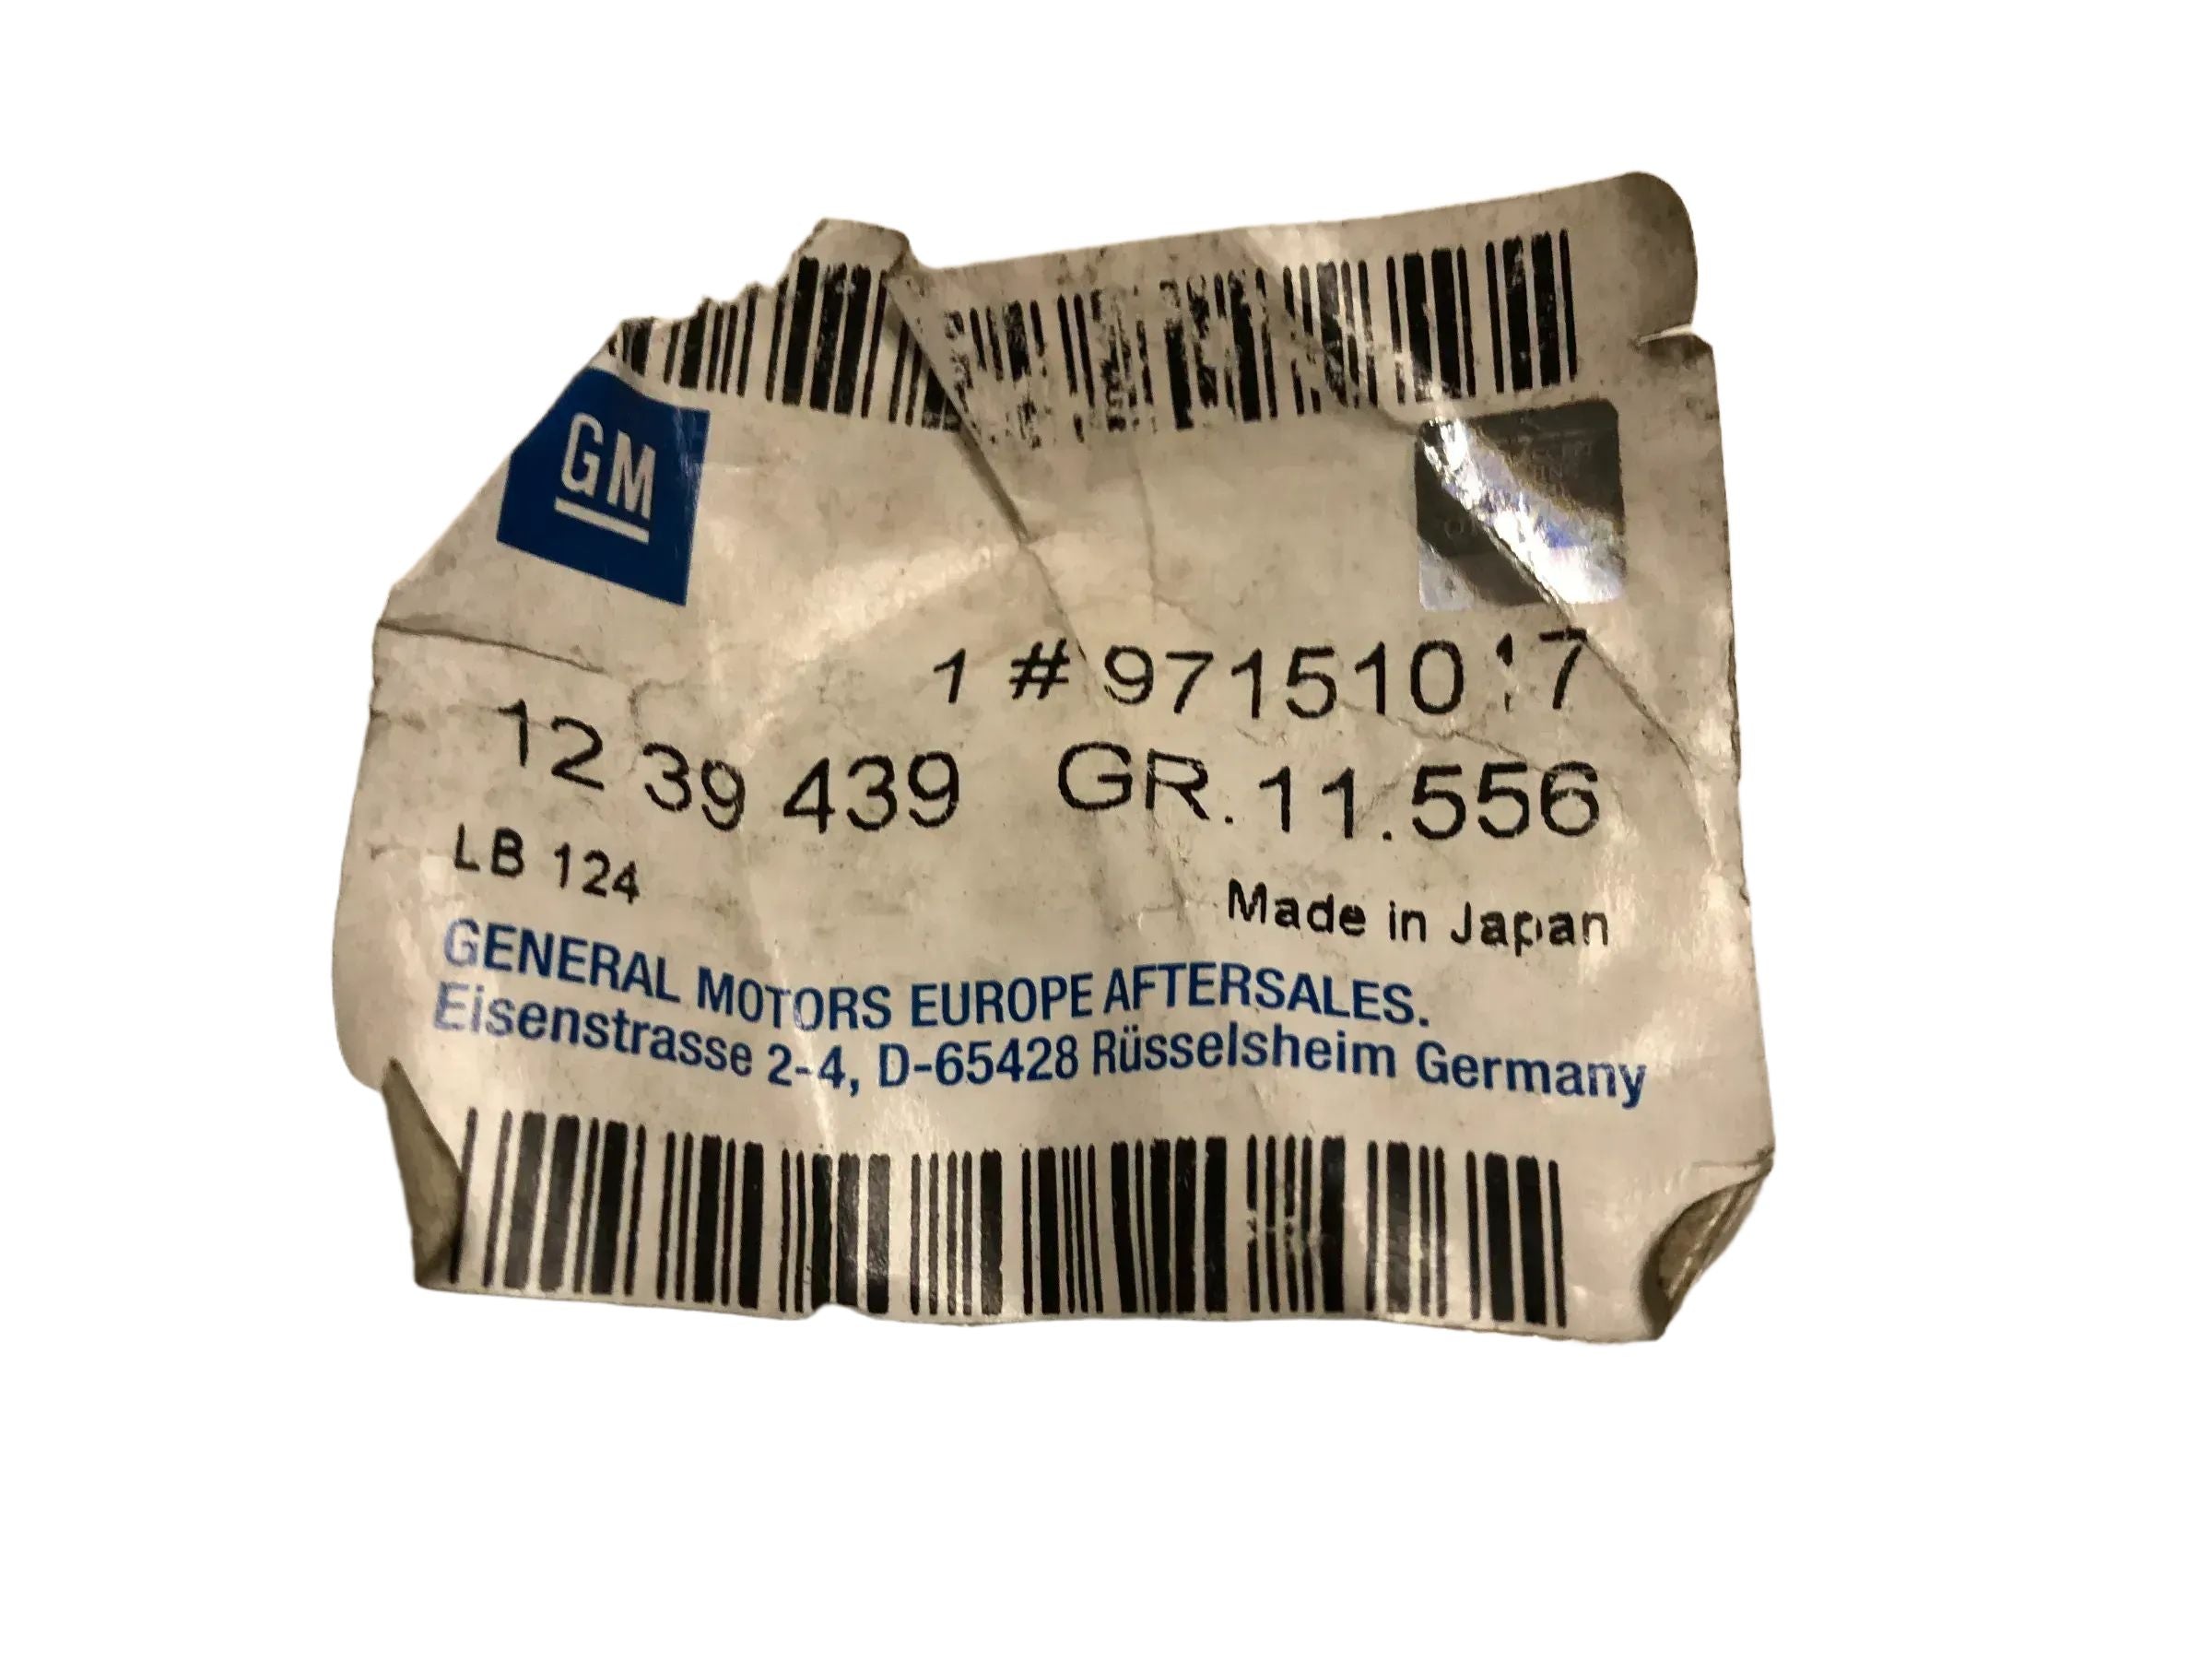 GM
1 # 97151017
12 39 439 GR. 11.556
LB 124
Made in Japan
GENERAL MOTORS EUROPE AFTERSALES.
Eisenstrasse 2-4, D-65428 Rüsselsheim Germany